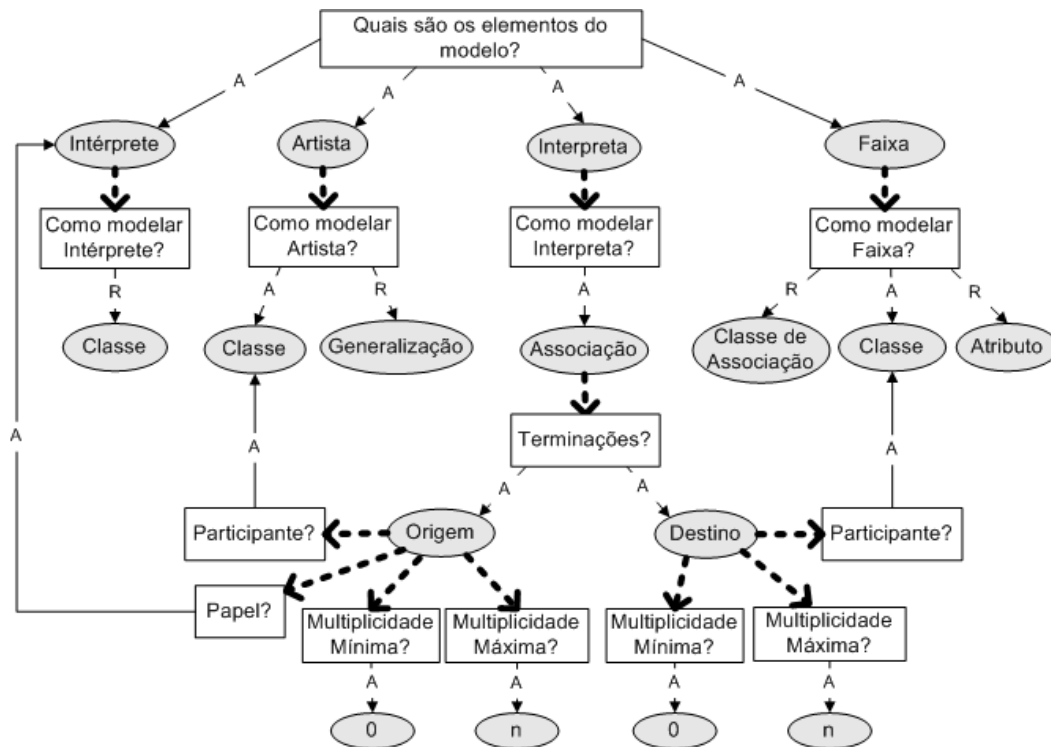 Quais são os elementos do
modelo?
A
A
A
A
Intérprete
Artista
Interpreta
Faixa
Como modelar
Intérprete?
Como modelar
Artista?
Como modelar
Interpreta?
Como modelar
Faixa?
R
A
R
A
R
A
R
Classe
Classe
Generalização
Associação
Classe de
Associação
Classe
Atributo
A
A
A
Terminações?
A
A
Participante?
Origem
Destino
Participante?
Papel?
Multiplicidade
Mínima?
Multiplicidade
Máxima?
Multiplicidade
Mínima?
Multiplicidade
Máxima?
A
A
A
A
0
n
0
n